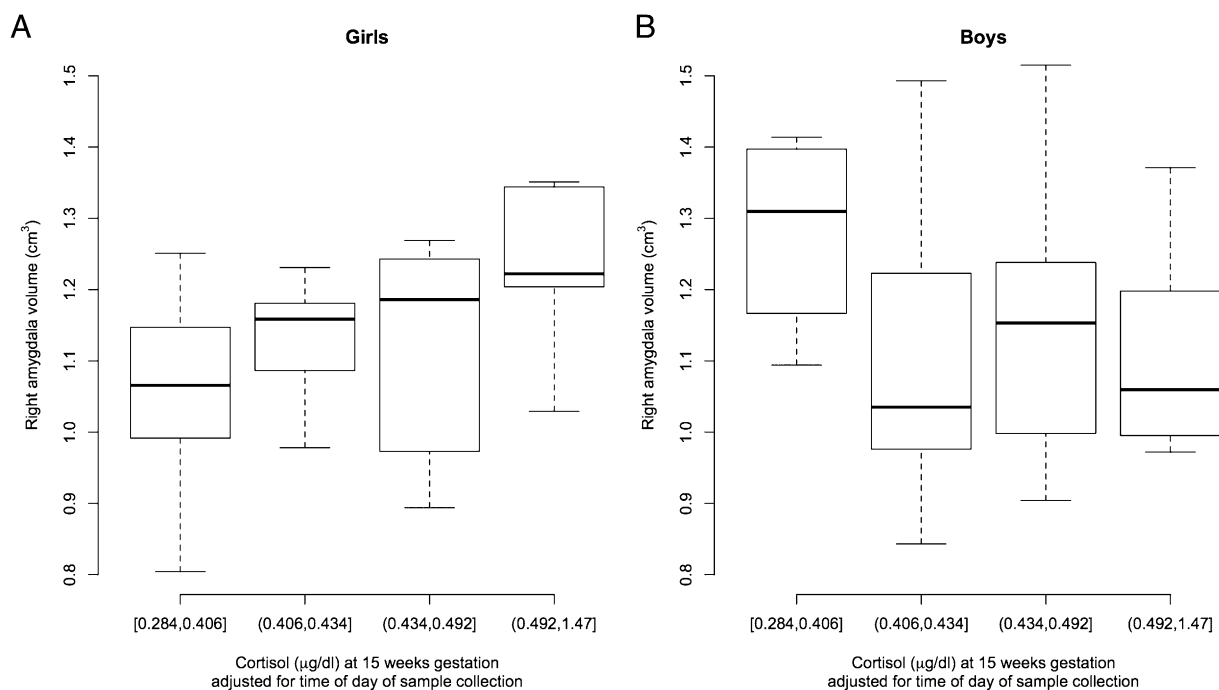 A
Girls
Right amygdala volume (cm³)
1.5
1.4
1.3
1.2
1.1
1.0
0.9
0.8
[0.284,0.406]
(0.406,0.434]
(0.434,0.492]
(0.492,1.47]
Cortisol (μg/dl) at 15 weeks gestation
adjusted for time of day of sample collection
B
Boys
Right amygdala volume (cm³)
1.5
1.4
1.3
1.2
1.1
1.0
0.9
0.8
[0.284,0.406]
(0.406,0.434]
(0.434,0.492]
(0.492,1.47]
Cortisol (μg/dl) at 15 weeks gestation
adjusted for time of day of sample collection